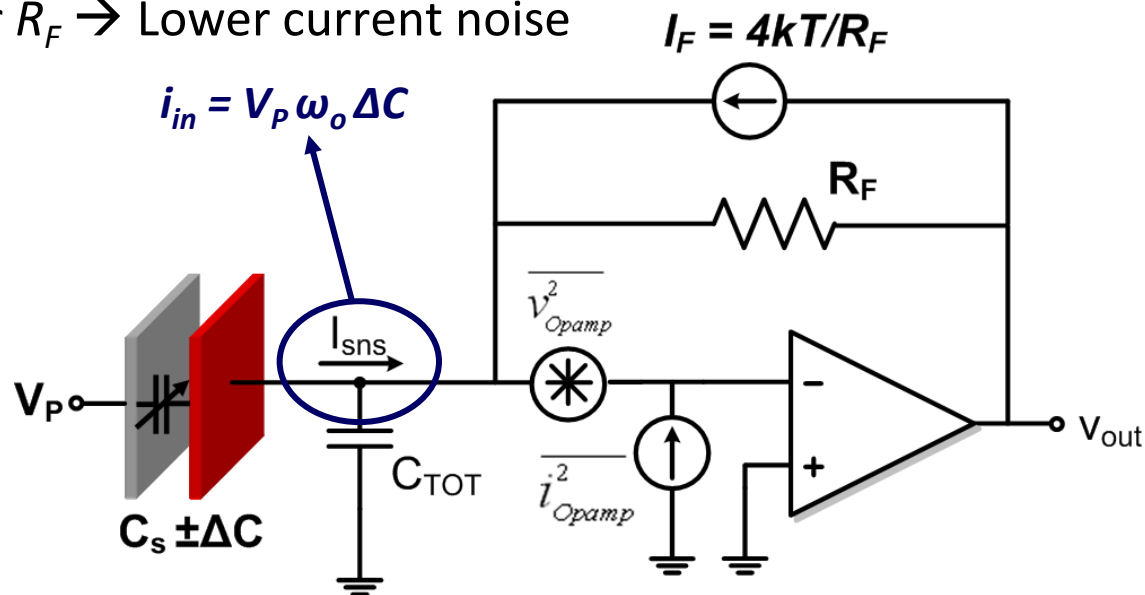 R_F → Lower current noise
I_F = 4kT/R_F
i_in = V_P ω_o ΔC
R_F
v²_Opamp
I_sns
V_P
−
+
v_out
C_TOT
i²_Opamp
C_s ±ΔC